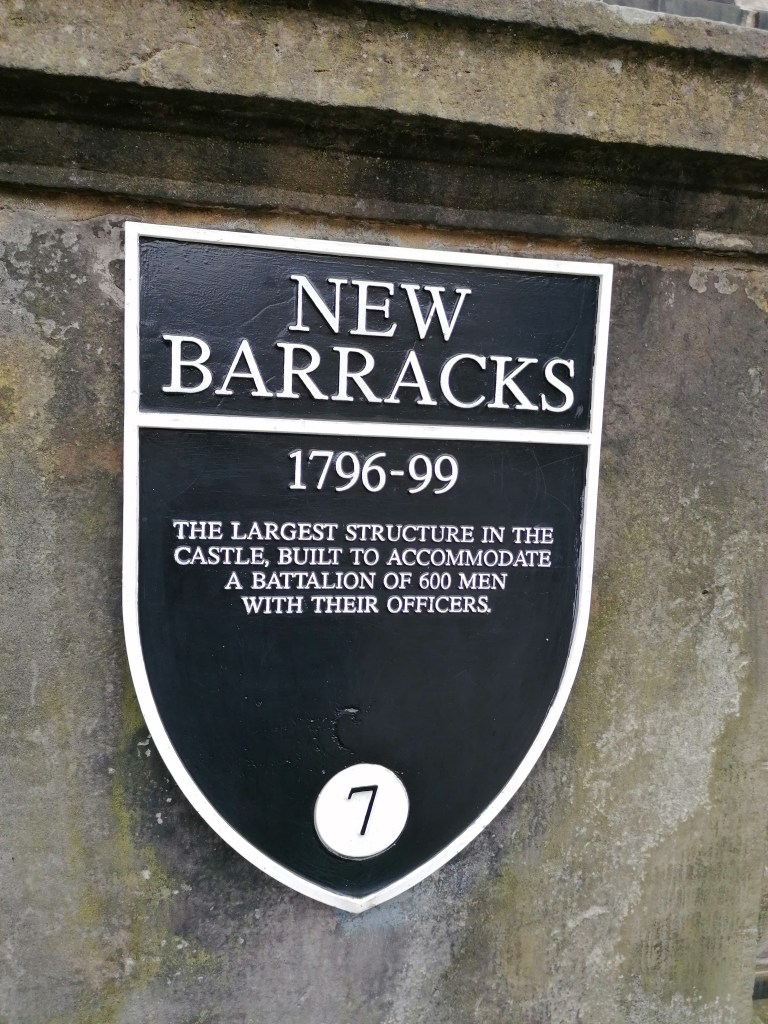 NEW
BARRACKS
1796-99
THE LARGEST STRUCTURE IN THE
CASTLE, BUILT TO ACCOMMODATE
A BATTALION OF 600 MEN
WITH THEIR OFFICERS.
7